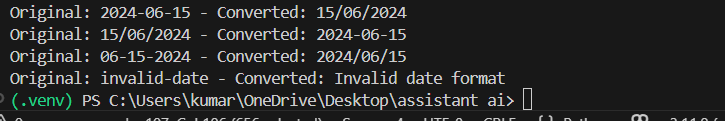 Original: 2024-06-15 - Converted: 15/06/2024
Original: 15/06/2024 - Converted: 2024-06-15
Original: 06-15-2024 - Converted: 2024/06/15
Original: invalid-date - Converted: Invalid date format
(.venv) PS C:\Users\kumar\OneDrive\Desktop\assistant ai>